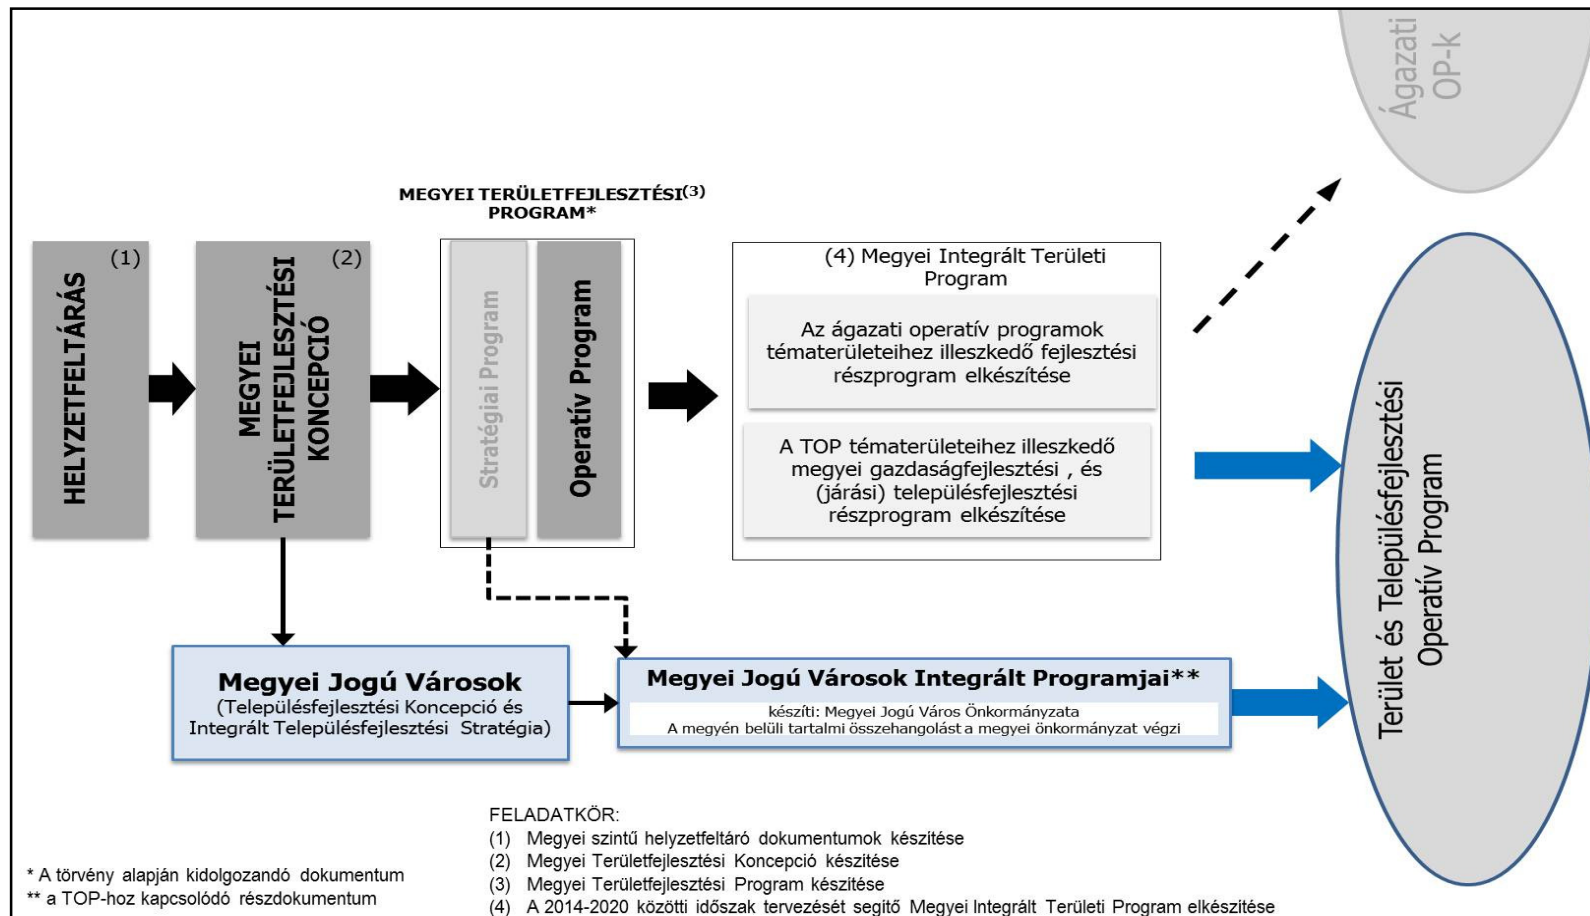 Ágazati
OP-k
MEGYEI TERÜLETFEJLESZTÉSI(3)
PROGRAM*
(1)
HELYZETFELTÁRÁS
(2)
MEGYEI
TERÜLETFEJLESZTÉSI
KONCEPCIÓ
Stratégiai Program
Operatív Program
(4) Megyei Integrált Területi
Program
Az ágazati operatív programok
tématerületeihez illeszkedő fejlesztési
részprogram elkészítése
A TOP tématerületeihez illeszkedő
megyei gazdaságfejlesztési , és
(járási) településfejlesztési
részprogram elkészítése
Terület és Településfejlesztési
Operatív Program
Megyei Jogú Városok
(Településfejlesztési Koncepció és
Integrált Településfejlesztési Stratégia)
Megyei Jogú Városok Integrált Programjai**
készíti: Megyei Jogú Város Önkormányzata
A megyén belüli tartalmi összehangolást a megyei önkormányzat végzi
FELADATKÖR:
(1) Megyei szintű helyzetfeltáró dokumentumok készítése
(2) Megyei Területfejlesztési Koncepció készítése
(3) Megyei Területfejlesztési Program készítése
(4) A 2014-2020 közötti időszak tervezését segítő Megyei Integrált Területi Program elkészítése
* A törvény alapján kidolgozandó dokumentum
** a TOP-hoz kapcsolódó részdokumentum